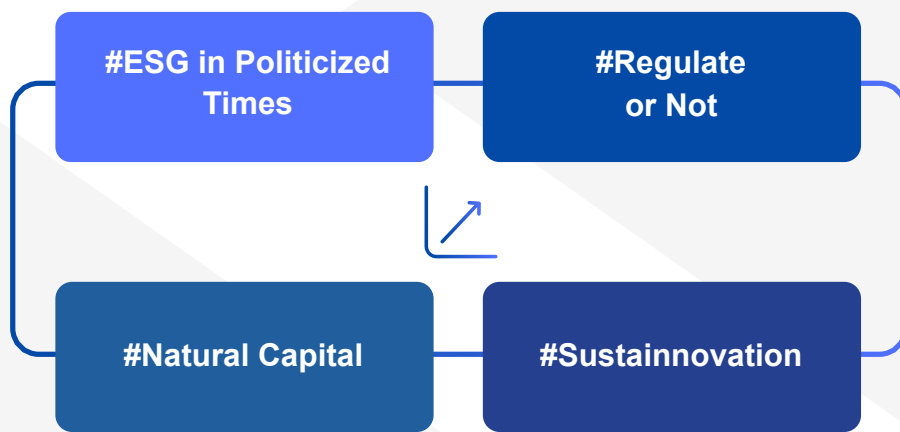 #ESG in Politicized
Times
#Regulate
or Not
#Natural Capital
#Sustainnovation